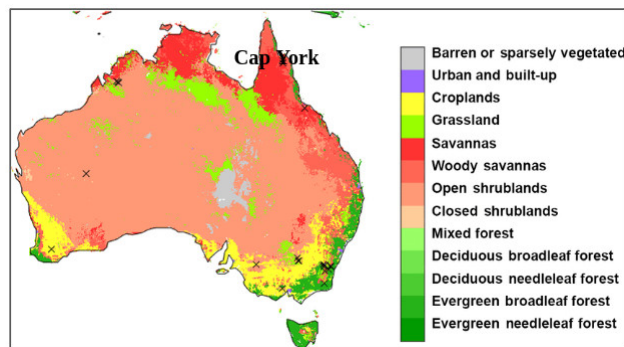 Cap York
Barren or sparsely vegetated
Urban and built-up
Croplands
Grassland
Savannas
Woody savannas
Open shrublands
Closed shrublands
Mixed forest
Deciduous broadleaf forest
Deciduous needleleaf forest
Evergreen broadleaf forest
Evergreen needleleaf forest